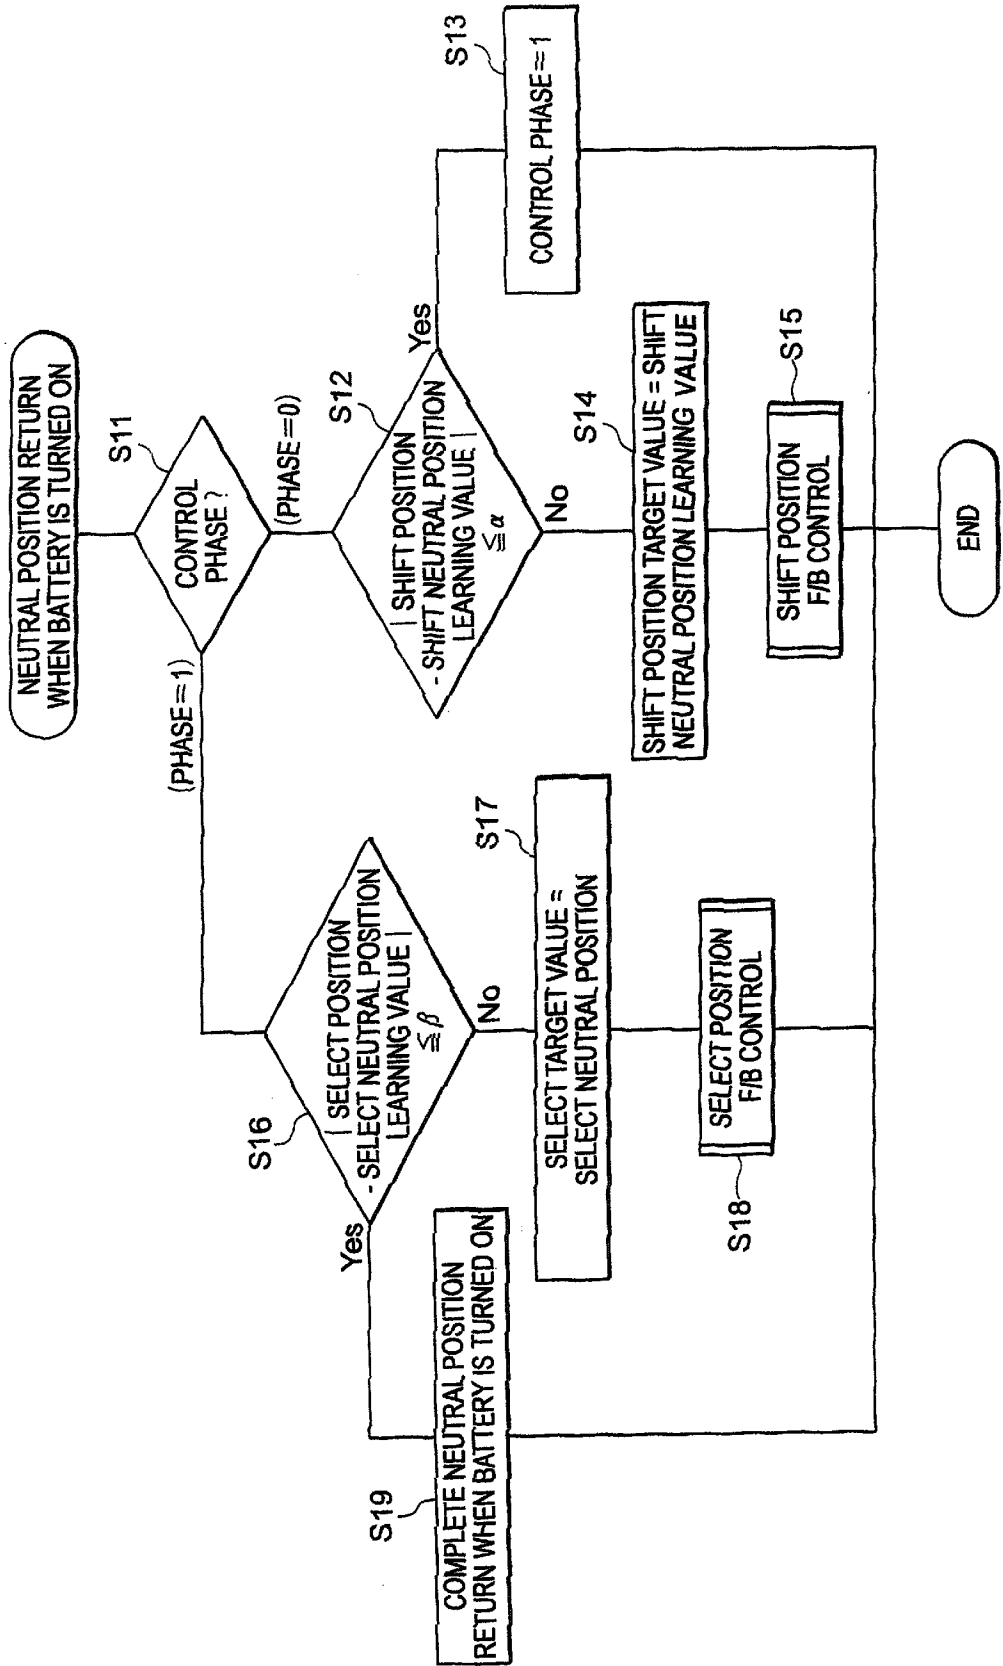 NEUTRAL POSITION RETURN
WHEN BATTERY IS TURNED ON
S11
CONTROL
PHASE?
(PHASE=1)
(PHASE=0)
S16
| SELECT POSITION
- SELECT NEUTRAL POSITION
LEARNING VALUE |
≦β
Yes
No
S12
| SHIFT POSITION
- SHIFT NEUTRAL POSITION
LEARNING VALUE |
≦α
Yes
No
S19
COMPLETE NEUTRAL POSITION
RETURN WHEN BATTERY IS TURNED ON
S17
SELECT TARGET VALUE =
SELECT NEUTRAL POSITION
S14
SHIFT POSITION TARGET VALUE = SHIFT
NEUTRAL POSITION LEARNING VALUE
S13
CONTROL PHASE=1
S18
SELECT POSITION
F/B CONTROL
S15
SHIFT POSITION
F/B CONTROL
END